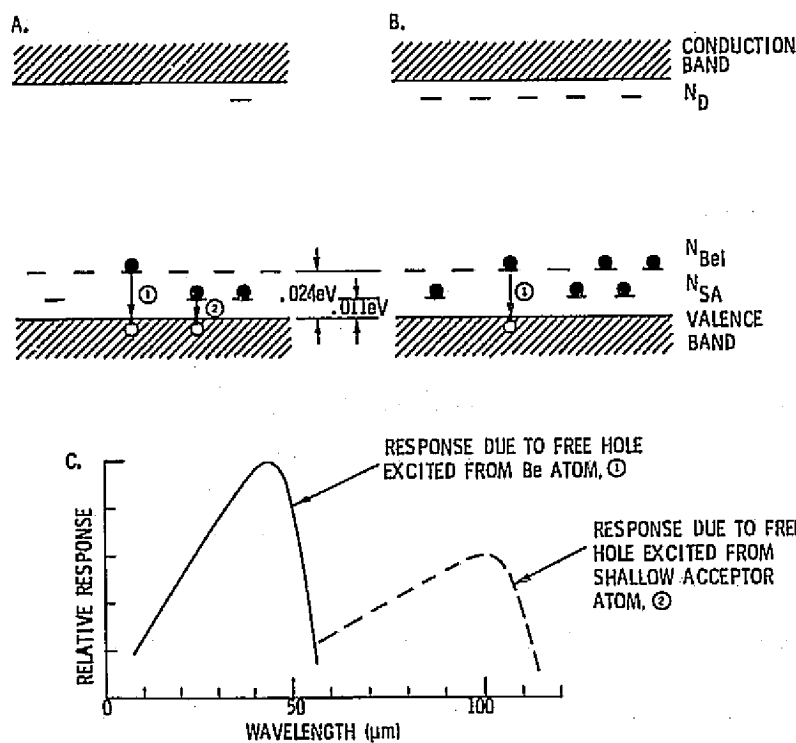 A.
B.
CONDUCTION
BAND
N_D
N_BeI
.024eV
.011eV
N_SA
①
②
①
VALENCE
BAND
C.
RESPONSE DUE TO FREE HOLE
EXCITED FROM Be ATOM, ①
RESPONSE DUE TO FREE
HOLE EXCITED FROM
SHALLOW ACCEPTOR
ATOM, ②
RELATIVE RESPONSE
0
50
100
WAVELENGTH (μm)